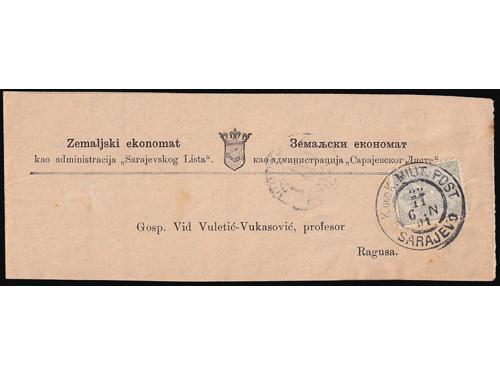 Zemaljski ekonomat
kao administracija „Sarajevskog Lista“.
Земаљски економат
као администрација „Сарајевског Листа“.
K. und K. MILIT. POST
SARAJEVO
Gosp. Vid Vuletić-Vukasović, profesor
Ragusa.